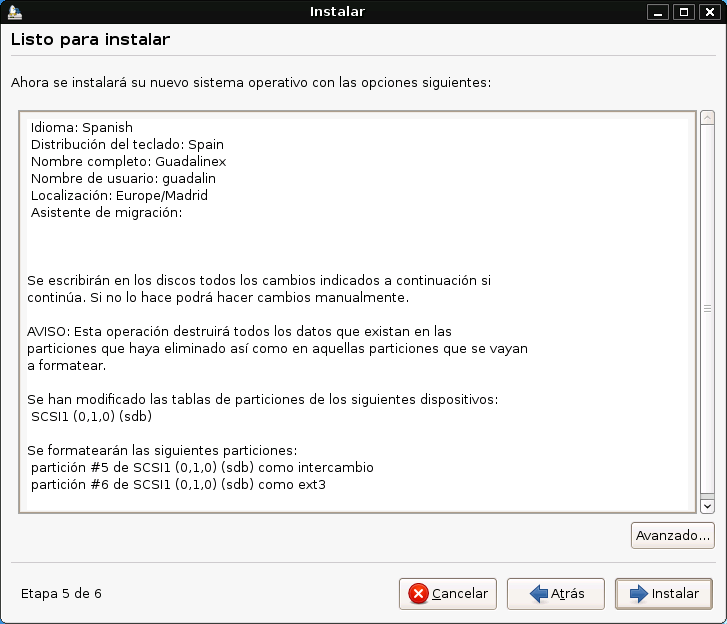 Instalar
Listo para instalar
Ahora se instalará su nuevo sistema operativo con las opciones siguientes:
Idioma: Spanish
Distribución del teclado: Spain
Nombre completo: Guadalinex
Nombre de usuario: guadalin
Localización: Europe/Madrid
Asistente de migración:
Se escribirán en los discos todos los cambios indicados a continuación si
continúa. Si no lo hace podrá hacer cambios manualmente.
AVISO: Esta operación destruirá todos los datos que existan en las
particiones que haya eliminado así como en aquellas particiones que se vayan
a formatear.
Se han modificado las tablas de particiones de los siguientes dispositivos:
SCSI1 (0,1,0) (sdb)
Se formatearán las siguientes particiones:
partición #5 de SCSI1 (0,1,0) (sdb) como intercambio
partición #6 de SCSI1 (0,1,0) (sdb) como ext3
Avanzado...
Etapa 5 de 6
Cancelar
Atrás
Instalar